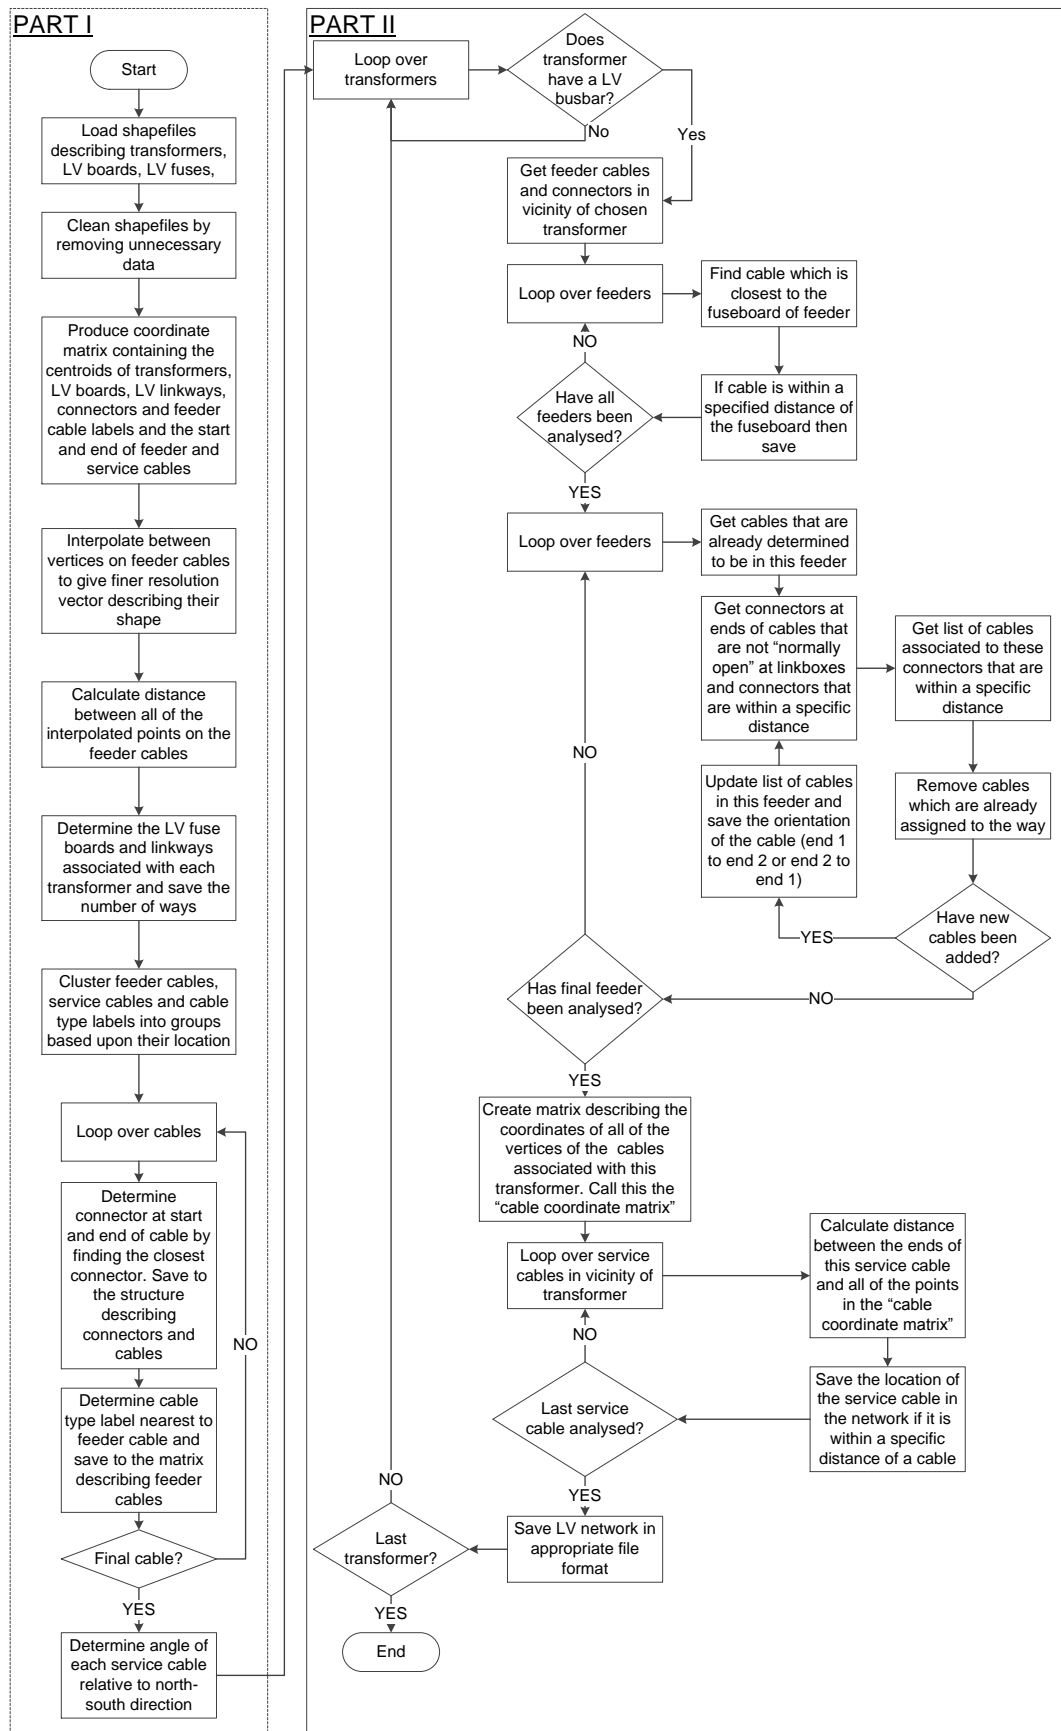 PART I
Start
Load shapefiles
describing transformers,
LV boards, LV fuses,
Clean shapefiles by
removing unnecessary
data
Produce coordinate
matrix containing the
centroids of transformers,
LV boards, LV linkways,
connectors and feeder
cable labels and the start
and end of feeder and
service cables
Interpolate between
vertices on feeder cables
to give finer resolution
vector describing their
shape
Calculate distance
between all of the
interpolated points on the
feeder cables
Determine the LV fuse
boards and linkways
associated with each
transformer and save the
number of ways
Cluster feeder cables,
service cables and cable
type labels into groups
based upon their location
Loop over cables
Determine
connector at start
and end of cable by
finding the closest
connector. Save to
the structure
describing
connectors and
cables
NO
Determine cable
type label nearest to
feeder cable and
save to the matrix
describing feeder
cables
Final cable?
YES
Determine angle of
each service cable
relative to north-
south direction
PART II
Loop over
transformers
Does
transformer
have a LV
busbar?
No
Yes
Get feeder cables
and connectors in
vicinity of chosen
transformer
Loop over feeders
Find cable which is
closest to the
fuseboard of feeder
NO
Have all
feeders been
analysed?
If cable is within a
specified distance of
the fuseboard then
save
YES
Loop over feeders
Get cables that are
already determined
to be in this feeder
Get connectors at
ends of cables that
are not “normally
open” at linkboxes
and connectors that
are within a specific
distance
Get list of cables
associated to these
connectors that are
within a specific
distance
NO
Update list of cables
in this feeder and
save the orientation
of the cable (end 1
to end 2 or end 2 to
end 1)
Remove cables
which are already
assigned to the way
Have new
cables been
added?
YES
NO
Has final feeder
been analysed?
YES
Create matrix describing the
coordinates of all of the
vertices of the cables
associated with this
transformer. Call this the
“cable coordinate matrix”
Loop over service
cables in vicinity of
transformer
Calculate distance
between the ends of
this service cable
and all of the points
in the “cable
coordinate matrix”
NO
Last service
cable analysed?
Save the location of
the service cable in
the network if it is
within a specific
distance of a cable
YES
Save LV network in
appropriate file
format
NO
Last
transformer?
YES
End